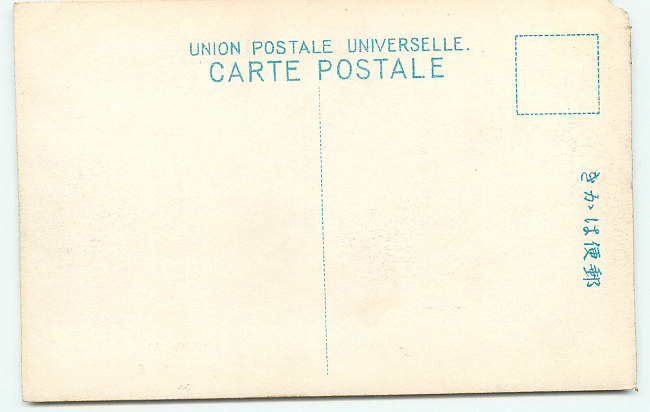 UNION POSTALE UNIVERSELLE.
CARTE POSTALE
きかは便郵